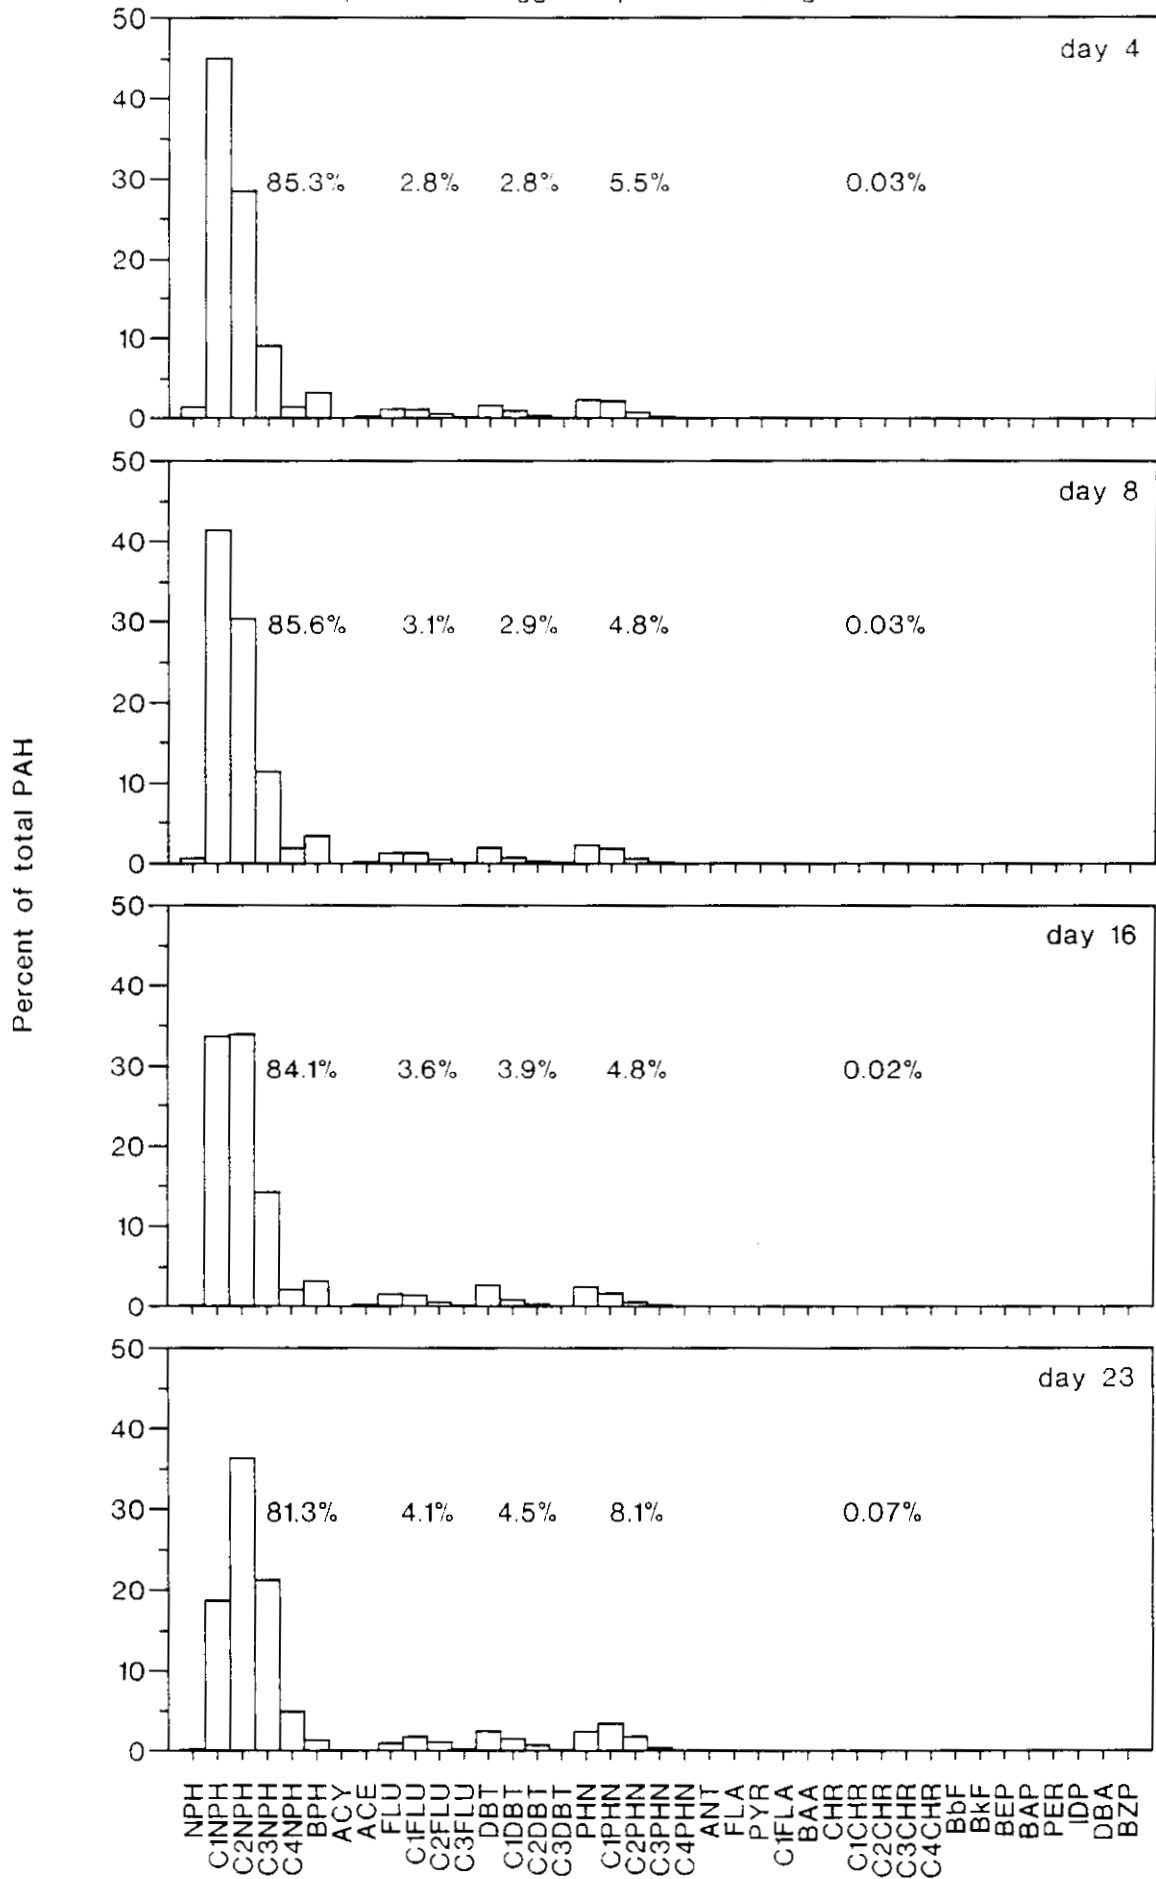 50 day 4
40
30 85.3% 2.8% 2.8% 5.5% 0.03%
20
10
0
50 day 8
40
30 85.6% 3.1% 2.9% 4.8% 0.03%
20
10
0
50 day 16
40
30 84.1% 3.6% 3.9% 4.8% 0.02%
20
10
0
50 day 23
40
30 81.3% 4.1% 4.5% 8.1% 0.07%
20
10
0
Percent of total PAH
NPH
C1NPH
C2NPH
C3NPH
C4NPH
BPH
ACY
ACE
FLU
C1FLU
C2FLU
C3FLU
DBT
C1DBT
C2DBT
C3DBT
PHN
C1PHN
C2PHN
C3PHN
C4PHN
ANT
FLA
PYR
C1FLA
BAA
CHR
C1CHR
C2CHR
C3CHR
C4CHR
BbF
BkF
BEP
BAP
PER
IDP
DBA
BZP